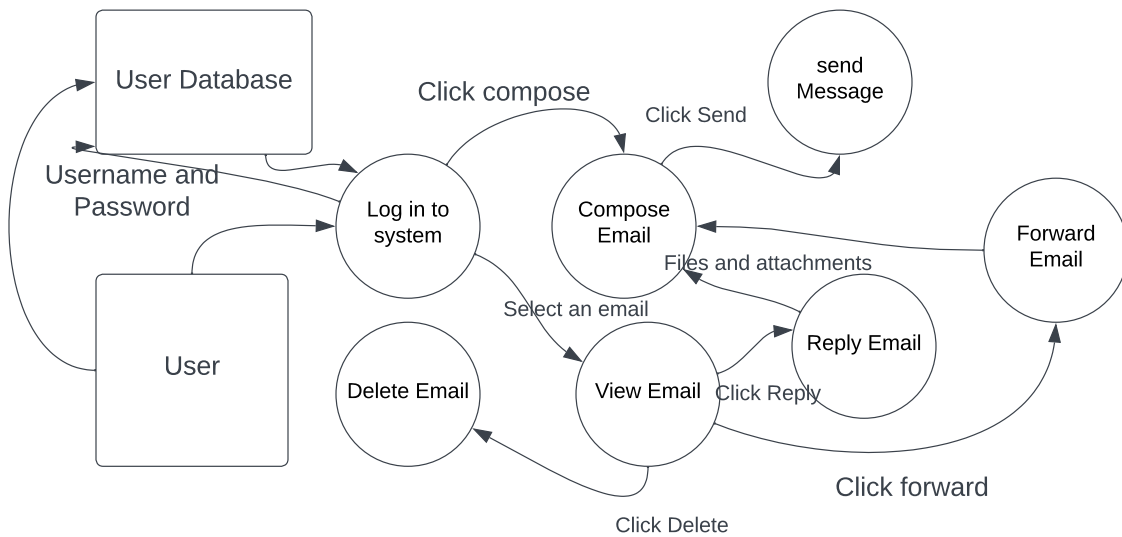 send
Message
User Database
Click compose
Click Send
Username and
Password
Log in to
system
Compose
Email
Forward
Email
Files and attachments
Select an email
Reply Email
User
Delete Email
View Email
Click Reply
Click forward
Click Delete